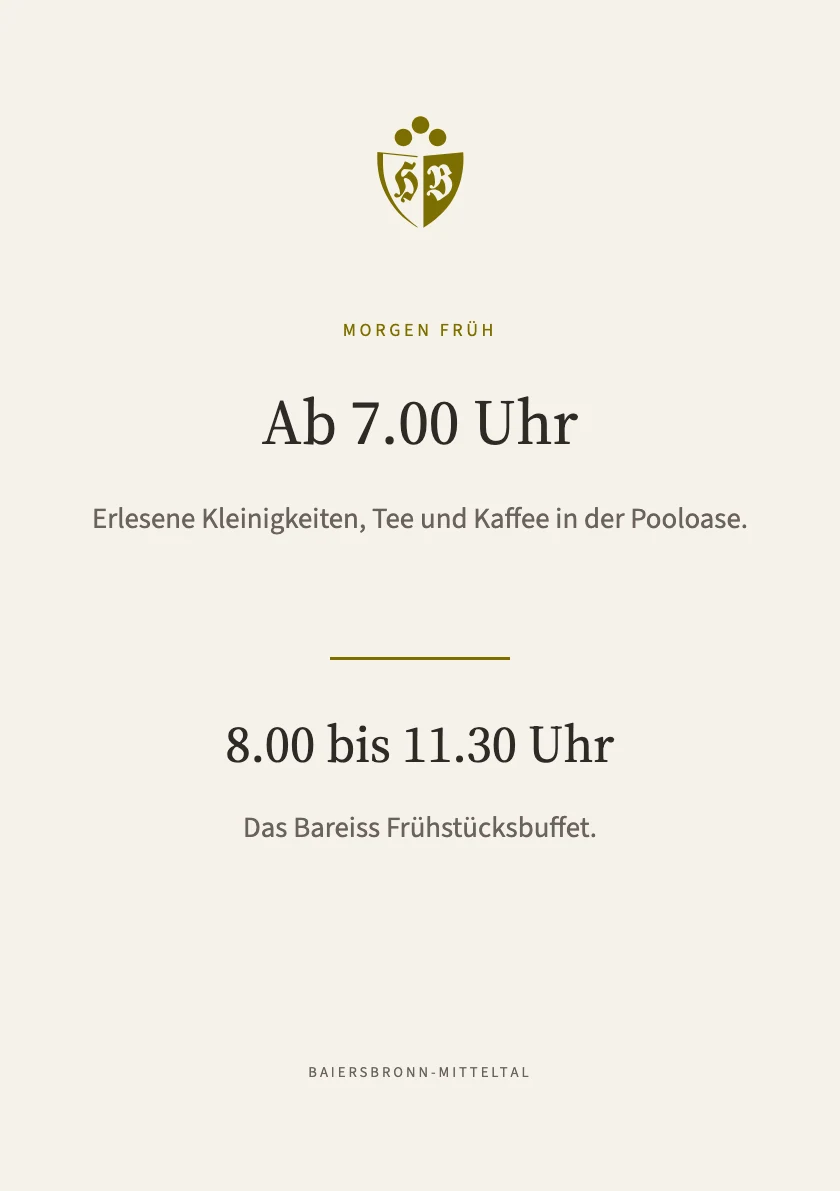 HB
MORGEN FRÜH
Ab 7.00 Uhr
Erlesene Kleinigkeiten, Tee und Kaffee in der Pooloase.
8.00 bis 11.30 Uhr
Das Bareiss Frühstücksbuffet.
BAIERSBRONN-MITTELTAL